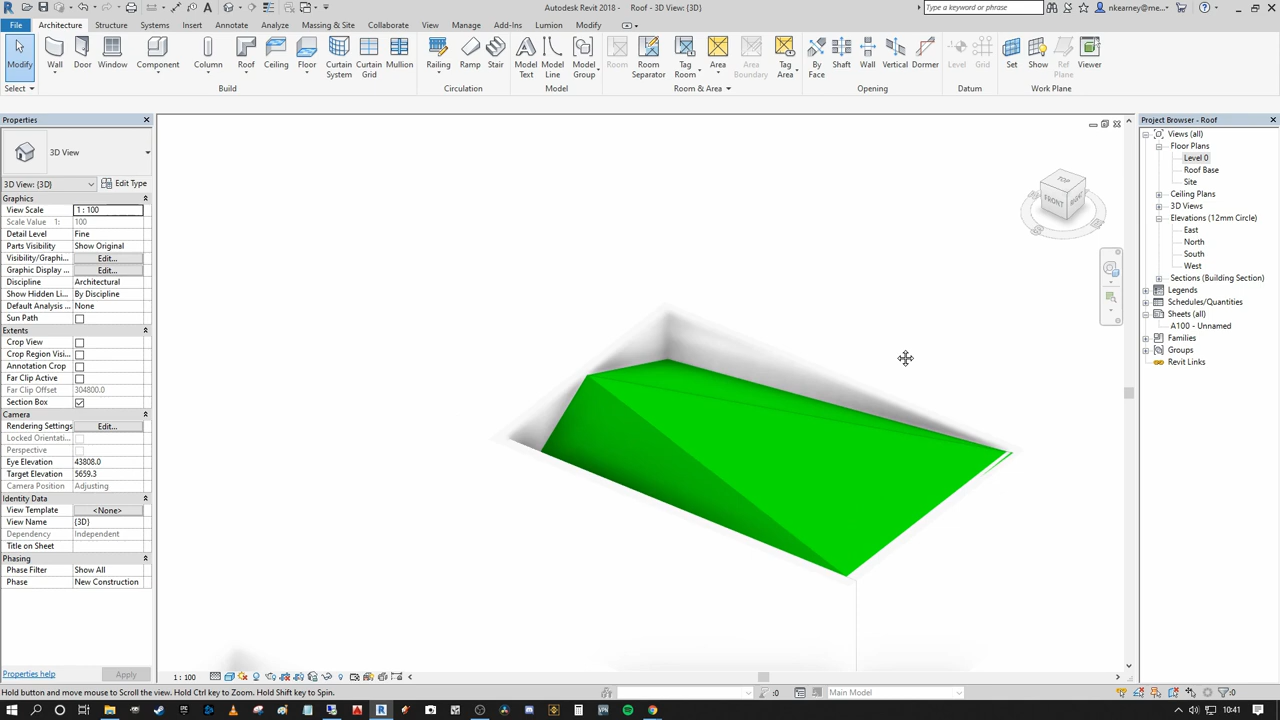 Autodesk Revit 2018 - Roof - 3D View: {3D}
Type a keyword or phrase
nkearney@me...
File Architecture Structure Systems Insert Annotate Analyze Massing & Site Collaborate View Manage Add-Ins Lumion Modify
Modify Wall Door Window Component Column Roof Ceiling Floor Curtain System Curtain Grid Mullion Railing Ramp Stair Model Text Model Line Model Group Room Room Separator Tag Room Area Area Boundary Tag Area By Face Shaft Wall Vertical Dormer Level Grid Set Show Ref Plane Viewer
Select Build Circulation Model Room & Area Opening Datum Work Plane
Properties
3D View
3D View: {3D} Edit Type
Graphics
View Scale 1 : 100
Scale Value 1: 100
Detail Level Fine
Parts Visibility Show Original
Visibility/Graphi... Edit...
Graphic Display ... Edit...
Discipline Architectural
Show Hidden Li... By Discipline
Default Analysis ... None
Sun Path
Extents
Crop View
Crop Region Visi...
Annotation Crop
Far Clip Active
Far Clip Offset 304800.0
Section Box
Camera
Rendering Settings Edit...
Locked Orientati...
Perspective
Eye Elevation 43808.0
Target Elevation 5659.3
Camera Position Adjusting
Identity Data
View Template <None>
View Name {3D}
Dependency Independent
Title on Sheet
Phasing
Phase Filter Show All
Phase New Construction
Properties help Apply
TOP
FRONT
RIGHT
Project Browser - Roof
Views (all)
Floor Plans
Level 0
Roof Base
Site
Ceiling Plans
3D Views
Elevations (12mm Circle)
East
North
South
West
Sections (Building Section)
Legends
Schedules/Quantities
Sheets (all)
A100 - Unnamed
Families
Groups
Revit Links
1 : 100
Hold button and move mouse to Scroll the view. Hold Ctrl key to Zoom. Hold Shift key to Spin.
:0 Main Model :0
10:41